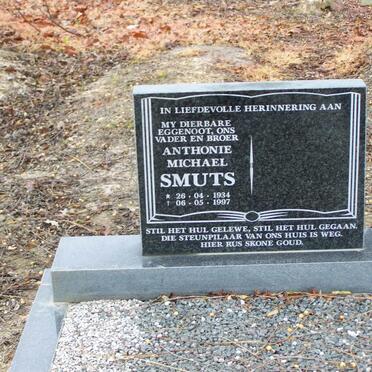 IN LIEFDEVOLLE HERINNERING AAN
MY DIERBARE
EGGENOOT, ONS
VADER EN BROER
ANTHONIE
MICHAEL
SMUTS
* 26 - 04 - 1934
† 06 - 05 - 1997
STIL HET HUL GELEWE, STIL HET HUL GEGAAN.
DIE STEUNPILAAR VAN ONS HUIS IS WEG.
HIER RUS SKONE GOUD.